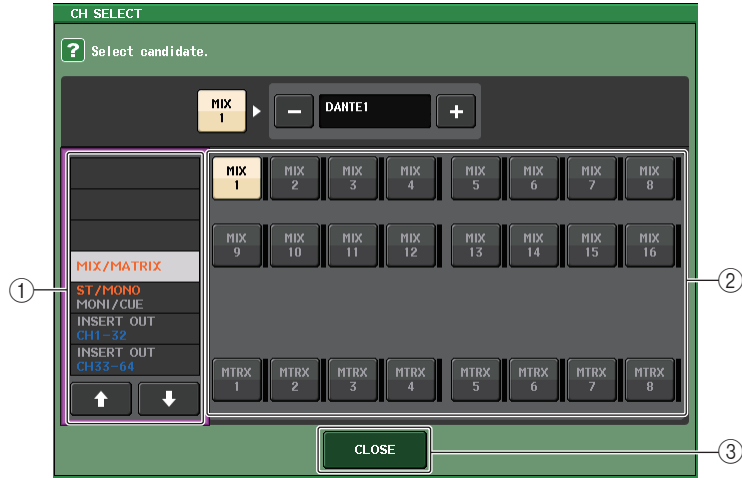 CH SELECT
? Select candidate.
MIX 1
− DANTE1 +
MIX/MATRIX
ST/MONO
MONI/CUE
INSERT OUT
CH1-32
INSERT OUT
CH33-64
MIX 1 MIX 2 MIX 3 MIX 4 MIX 5 MIX 6 MIX 7 MIX 8
MIX 9 MIX 10 MIX 11 MIX 12 MIX 13 MIX 14 MIX 15 MIX 16
MTRX 1 MTRX 2 MTRX 3 MTRX 4 MTRX 5 MTRX 6 MTRX 7 MTRX 8
CLOSE
1
2
3